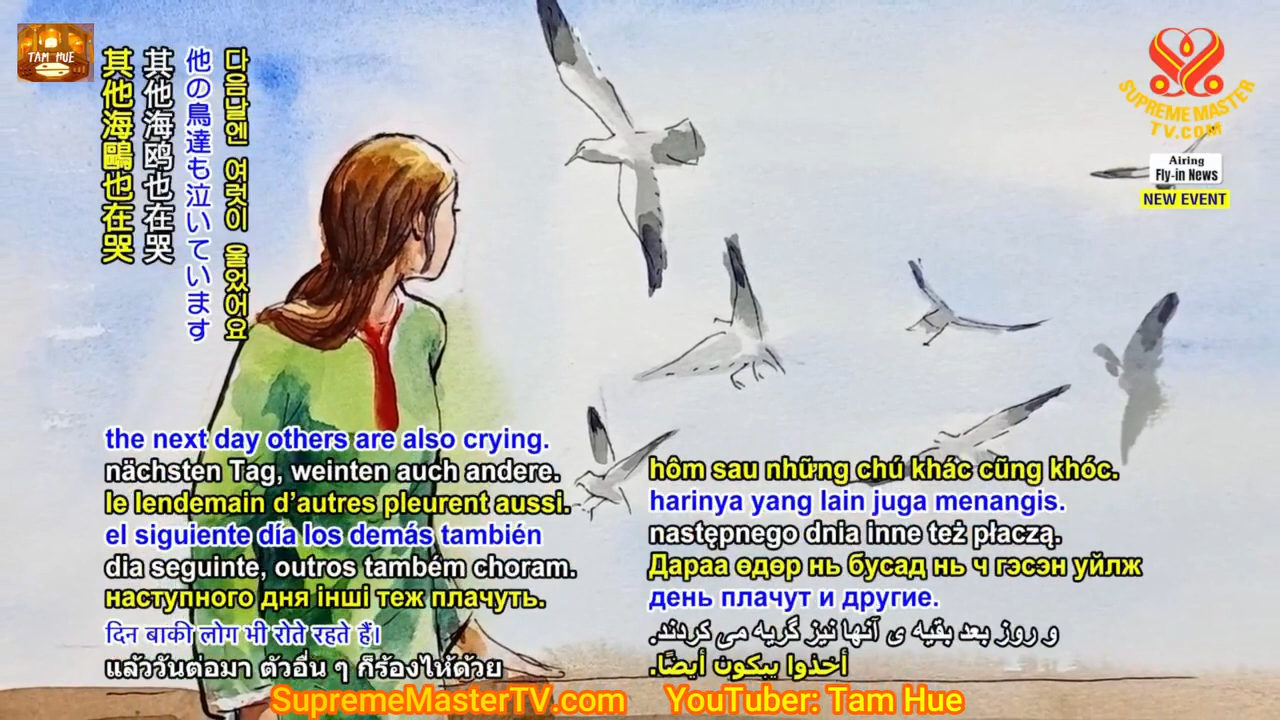 TAM HUE
其他海鷗也在哭
其他海鸥也在哭
他の鳥達も泣いています
다음날엔 여럿이 울었어요
SUPREME MASTER
TV.COM
Airing
Fly-in News
NEW EVENT
the next day others are also crying.
nächsten Tag, weinten auch andere.
le lendemain d’autres pleurent aussi.
el siguiente día los demás también
dia seguinte, outros também choram.
наступного дня інші теж плачуть.
दिन बाकी लोग भी रोते रहते हैं।
แล้ววันต่อมา ตัวอื่น ๆ ก็ร้องไห้ด้วย
hôm sau những chú khác cũng khóc.
harinya yang lain juga menangis.
następnego dnia inne też płaczą.
Дараа өдөр нь бусад нь ч гэсэн уйлж
день плачут и другие.
و روز بعد بقیه ی آنها نیز گریه می کردند.
أخذوا يبكون أيضًا.
SupremeMasterTV.com
YouTuber: Tam Hue